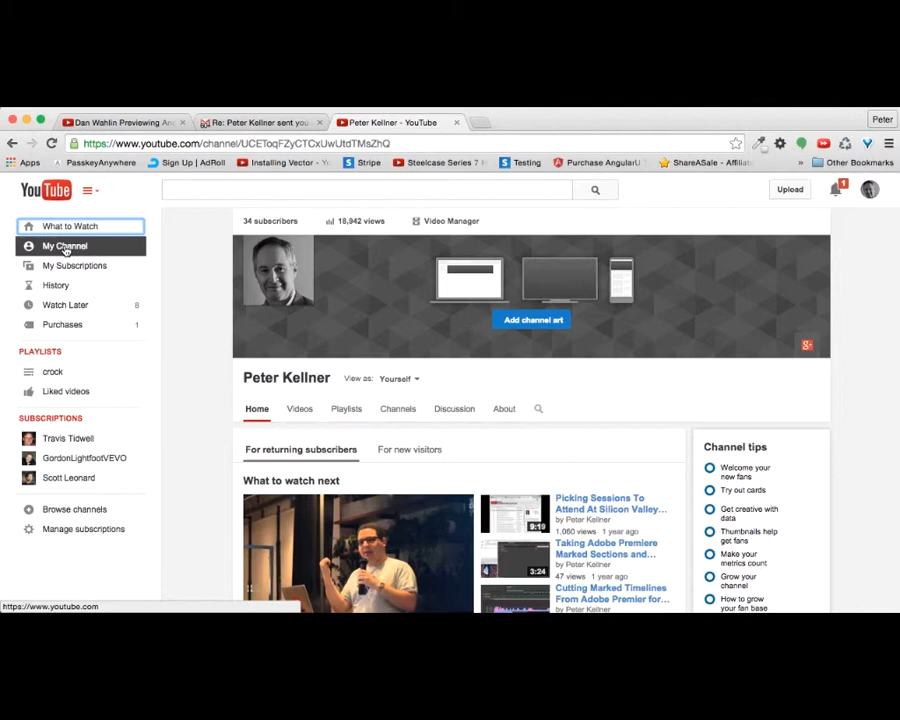 Dan Wahlin Previewing An
Re: Peter Kellner sent you
Peter Kellner - YouTube
Peter
https://www.youtube.com/channel/UCEToqFZyCTCxUwUtdTMsZhQ
Apps
PasskeyAnywhere
Sign Up | AdRoll
Installing Vector - Yo
Stripe
Steelcase Series 7
Testing
Purchase AngularU
ShareASale - Affiliat
»
Other Bookmarks
YouTube
Upload
1
What to Watch
My Channel
My Subscriptions
History
Watch Later 8
Purchases 1
PLAYLISTS
crock
Liked videos
SUBSCRIPTIONS
Travis Tidwell
GordonLightfootVEVO
Scott Leonard
Browse channels
Manage subscriptions
https://www.youtube.com
34 subscribers
18,942 views
Video Manager
Add channel art
g+
Peter Kellner
View as: Yourself
Home Videos Playlists Channels Discussion About
For returning subscribers
For new visitors
What to watch next
9:19
Picking Sessions To
Attend At Silicon Valley...
by Peter Kellner
1,060 views 1 year ago
3:24
Taking Adobe Premiere
Marked Sections and...
by Peter Kellner
47 views 1 year ago
Cutting Marked Timelines
From Adobe Premier for...
by Peter Kellner
Channel tips
Welcome your
new fans
Try out cards
Get creative with
data
Thumbnails help
get fans
Make your
metrics count
Grow your
channel
How to grow
your fan base